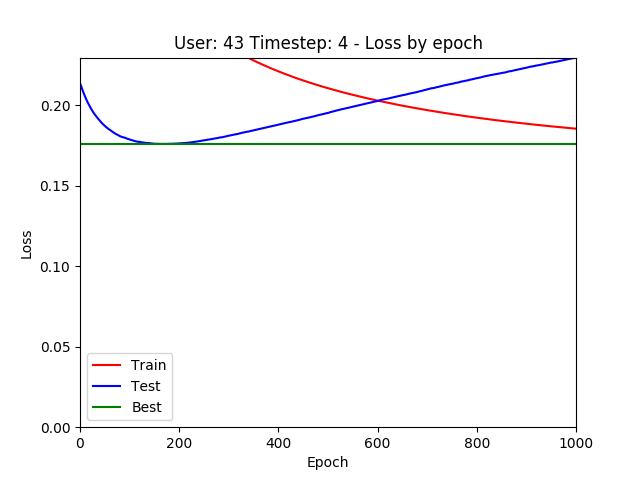 User: 43 Timestep: 4 - Loss by epoch
Loss
0.20
0.15
0.10
0.05
0.00
Train
Test
Best
0 200 400 600 800 1000
Epoch